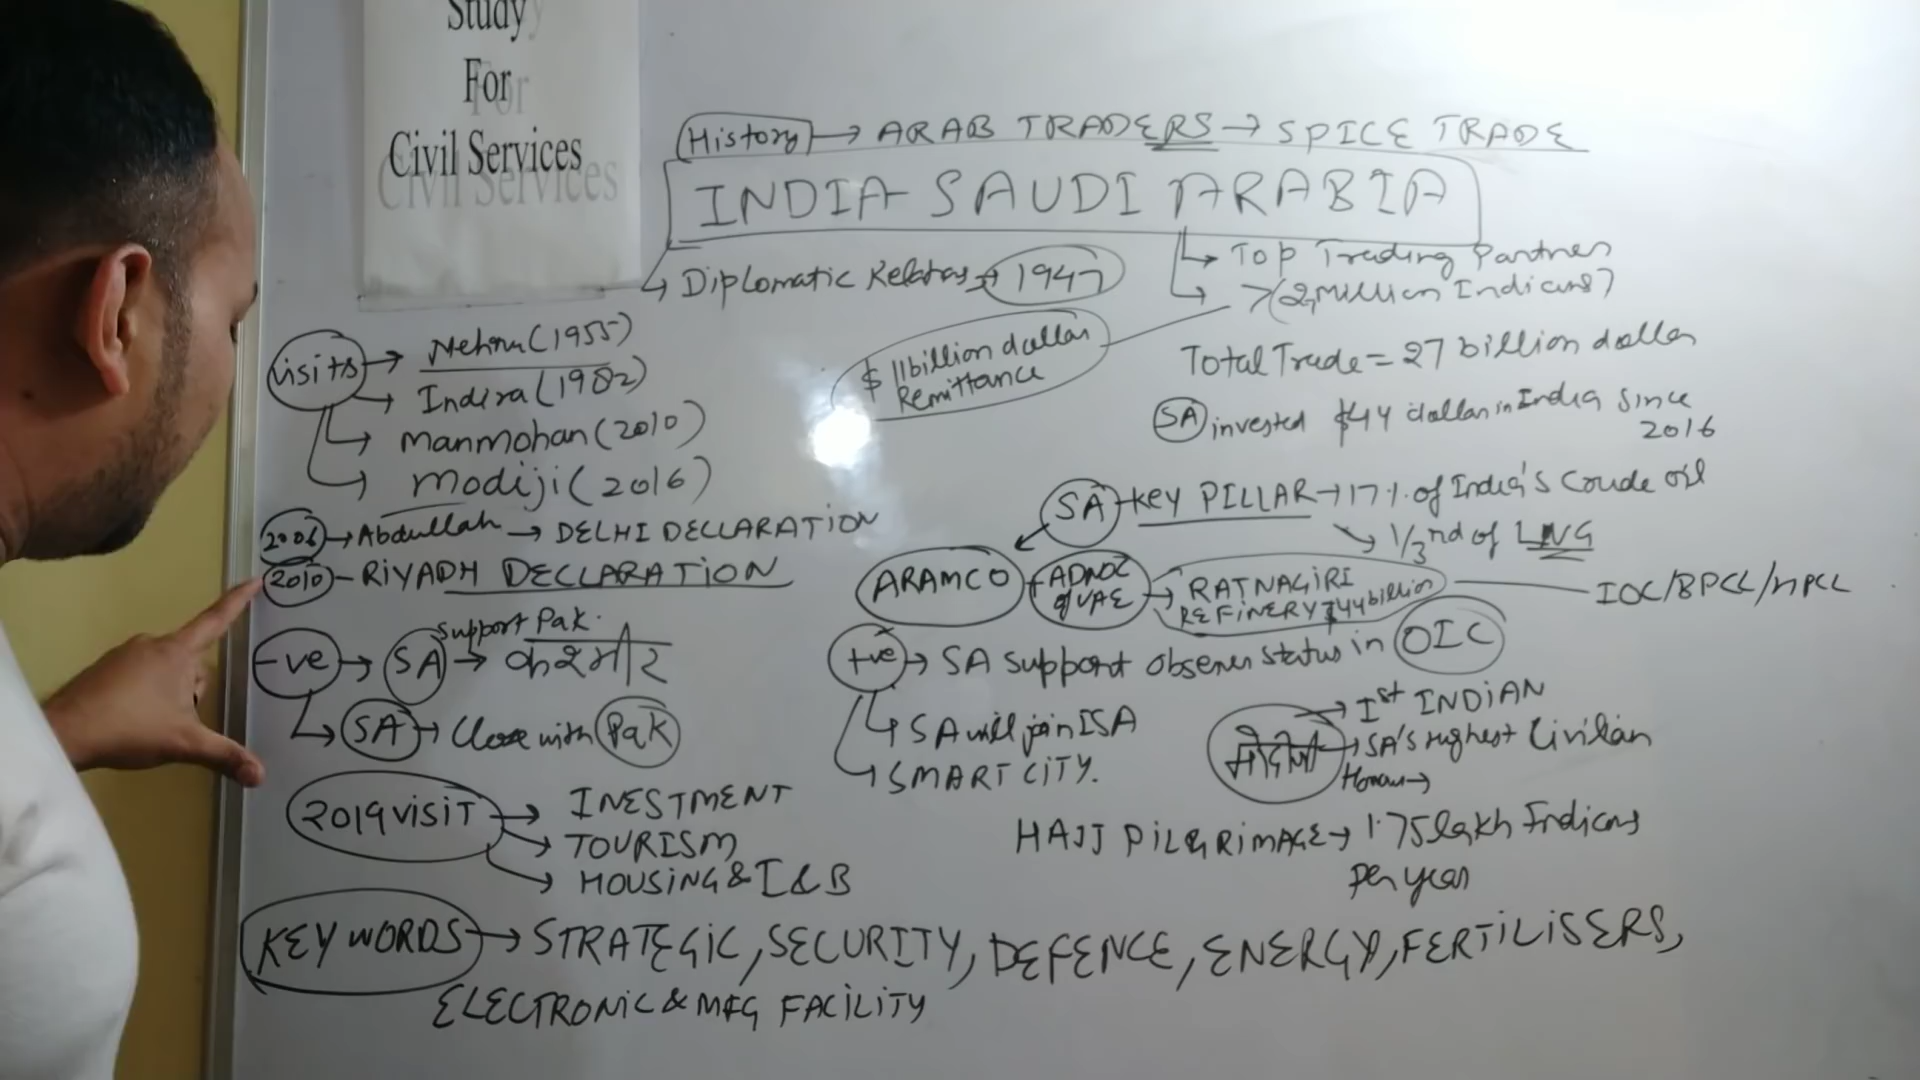 Study
For
Civil Services
History → ARAB TRADERS → SPICE TRADE
INDIA-SAUDI ARABIA
→ Diplomatic Relatns → 1947
→ Top Trading Partner
→ >(2 Million Indians)
$ 11 billion dollar
Remittance
Total Trade = 27 billion dollar
SA invested $44 dollar in India since
2016
visits → Nehru (1955)
→ Indira (1982)
→ Manmohan (2010)
→ Modiji (2016)
2006 → Abdullah → DELHI DECLARATION
2010 - RIYADH DECLARATION
SA - key PILLAR → 17% of India's Coude oil
→ 1/3rd of LNG
ARAMCO + ADNOC of UAE → RATNAGIRI
REFINERY $44 billion
IOC/BPCL/HPCL
-ve → SA → support Pak. कश्मीर
→ SA → Close with Pak
+ve → SA support observer status in OIC
→ SA will join ISA
→ SMART CITY.
मोदीजी → 1st INDIAN
→ SA's Highest Civilian
Honour →
2019 VISIT → INESTMENT
→ TOURISM
→ HOUSING & I & B
HAJJ PILGRIMAGE → 1.75 lakh Indians
per year
KEY WORDS → STRATEGIC, SECURITY, DEFENCE, ENERGY, FERTILISERS,
ELECTRONIC & MFG FACILITY